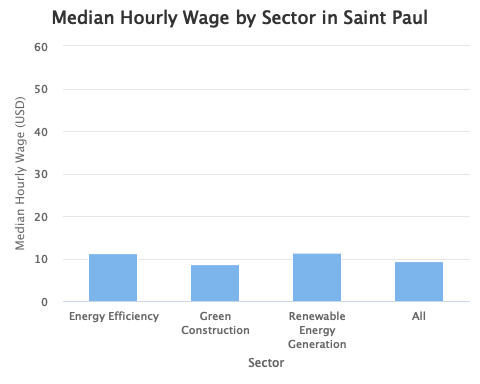 Median Hourly Wage by Sector in Saint Paul
60
50
40
30
20
10
0
Median Hourly Wage (USD)
Energy Efficiency
Green
Construction
Renewable
Energy
Generation
All
Sector